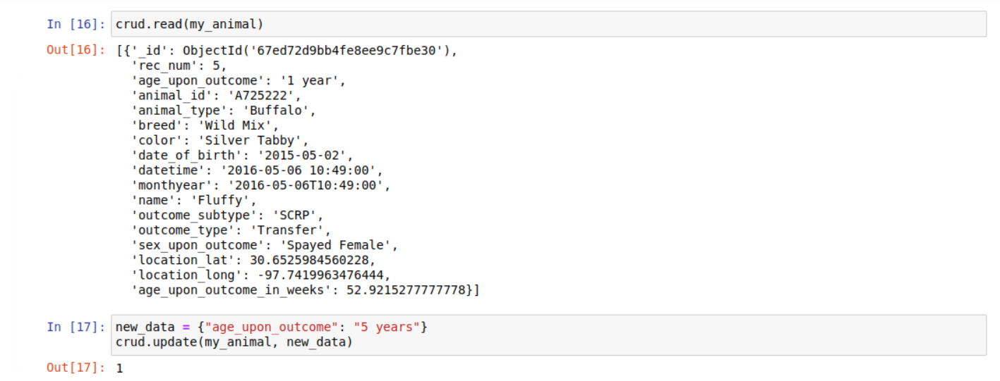 In [16]: crud.read(my_animal)
Out[16]: [{'_id': ObjectId('67ed72d9bb4fe8ee9c7fbe30'),
'rec_num': 5,
'age_upon_outcome': '1 year',
'animal_id': 'A725222',
'animal_type': 'Buffalo',
'breed': 'Wild Mix',
'color': 'Silver Tabby',
'date_of_birth': '2015-05-02',
'datetime': '2016-05-06 10:49:00',
'monthyear': '2016-05-06T10:49:00',
'name': 'Fluffy',
'outcome_subtype': 'SCRP',
'outcome_type': 'Transfer',
'sex_upon_outcome': 'Spayed Female',
'location_lat': 30.6525984560228,
'location_long': -97.7419963476444,
'age_upon_outcome_in_weeks': 52.9215277777778}]
In [17]: new_data = {"age_upon_outcome": "5 years"}
crud.update(my_animal, new_data)
Out[17]: 1